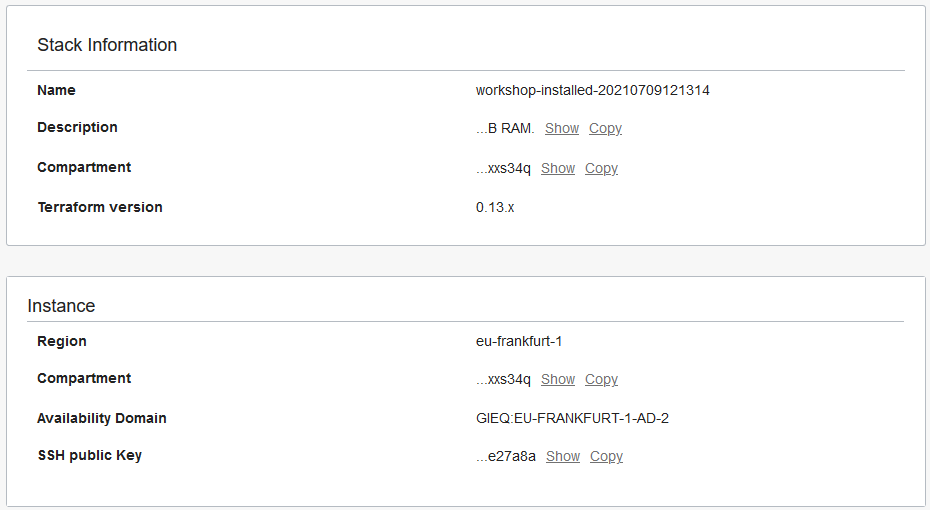 Stack Information
Name workshop-installed-20210709121314
Description ...B RAM. Show Copy
Compartment ...xxs34q Show Copy
Terraform version 0.13.x
Instance
Region eu-frankfurt-1
Compartment ...xxs34q Show Copy
Availability Domain GIEQ:EU-FRANKFURT-1-AD-2
SSH public Key ...e27a8a Show Copy